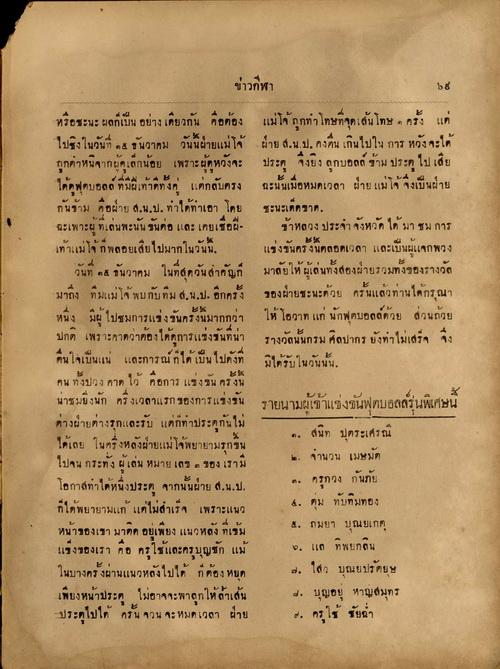 ข่าวกีฬา
๖๙
หรือชะนะ ผลก็เป็นอย่างเดียวกัน คือต้อง
ไปชิงในวันที่ ๑๕ ธันวาคม วันนี้ฝ่ายแม่โจ้
ถูกตำหนิจากผู้ดูเล็กน้อย เพราะผู้ดูหวังจะ
ได้ดูฟุตบอลล์ที่มีฝีเท้าดีทั้งคู่ แต่กลับตรง
กันข้าม คือฝ่าย ส.น.ป. ทำได้ทำเอา โดย
ฉะเพาะผู้ที่เล่นพะนันขันต่อ และเคยเชื่อฝี-
เท้าแม่โจ้ ก็พลอยเสียไปมากในวันนี้.
วันที่ ๑๕ ธันวาคม ในที่สุดวันสำคัญก็
มาถึง ทีมแม่โจ้พบกับทีม ส.น.ป. อีกครั้ง
หนึ่ง มีผู้ไปชมการแข่งขันครั้งนี้มากกว่า
ปกติ เพราะคาดว่าต้องได้ดูการแข่งขันที่น่า
ตื่นใจเป็นแน่ และการณ์ก็ได้เป็นไปดังที่
คนทั้งปวงคาดไว้ คือการแข่งขันครั้งนี้
น่าชมยิ่งนัก ครึ่งเวลาแรกของการแข่งขัน
ต่างฝ่ายต่างรุกและรับ แต่ก็ทำประตูกันไม่
ได้เลย ในครึ่งหลังฝ่ายแม่โจ้พยายามรุกขึ้น
ไปจนกระทั่ง ผู้เล่นหมายเลข ๓ ของเรามี
โอกาสทำได้หนึ่งประตู จากนั้นฝ่าย ส.น.ป.
ก็ได้พยายามแก้ แต่ไม่สำเร็จ เพราะแนว
หน้าของเขามาติดอยู่เพียงแนวหลังที่เข้ม
แข็งของเรา คือ ครูใช้และครูบุญชัก แม้
ในบางครั้งผ่านแนวหลังไปได้ ก็ต้องหยุด
เพียงหน้าประตู ไม่อาจจะพาลูกให้ล้ำเส้น
ประตูไปได้ ครั้นจวนจะหมดเวลา ฝ่าย
แม่โจ้ ถูกทำโทษที่จุดเส้นโทษ ๑ ครั้ง แต่
ฝ่าย ส.น.ป. คงตื่นเกินไปในการหวังจะได้
ประตู จึงยิงลูกบอลล์ข้ามประตูไปเสีย
ฉะนั้นเมื่อหมดเวลา ฝ่ายแม่โจ้จึงเป็นฝ่าย
ชะนะเด็ดขาด.
ข้าหลวงประจำจังหวัดได้มาชมการ
แข่งขันครั้งนี้ตลอดเวลา และเป็นผู้แจกพวง
มาลัยให้ผู้เล่นทั้งสองฝ่ายรวมทั้งของรางวัล
ของฝ่ายชะนะด้วย ครั้นแล้วท่านได้กรุณา
ให้โอวาทแก่นักฟุตบอลล์ด้วย ส่วนถ้วย
รางวัลนั้นกรมศิลปากรยังทำไม่เสร็จ จึง
มิได้รับในวันนั้น.
รายนามผู้เข้าแข่งขันฟุตบอลล์รุ่นพิเศษนี้
๑. สนิท ปุตระเศรณี
๒. จำนวน เมษมัด
๓. ครูกวง กันภัย
๔. ตุ่ม ทับทิมทอง
๕. ถมยา บุณยเกตุ
๖. แถ ทิพยกลิ่น
๗. ใสว บุณยปรัตยุษ
๘. บุญอยู่ หาญสมุทร
๙. ครูใช้ ชัยฉ่ำ